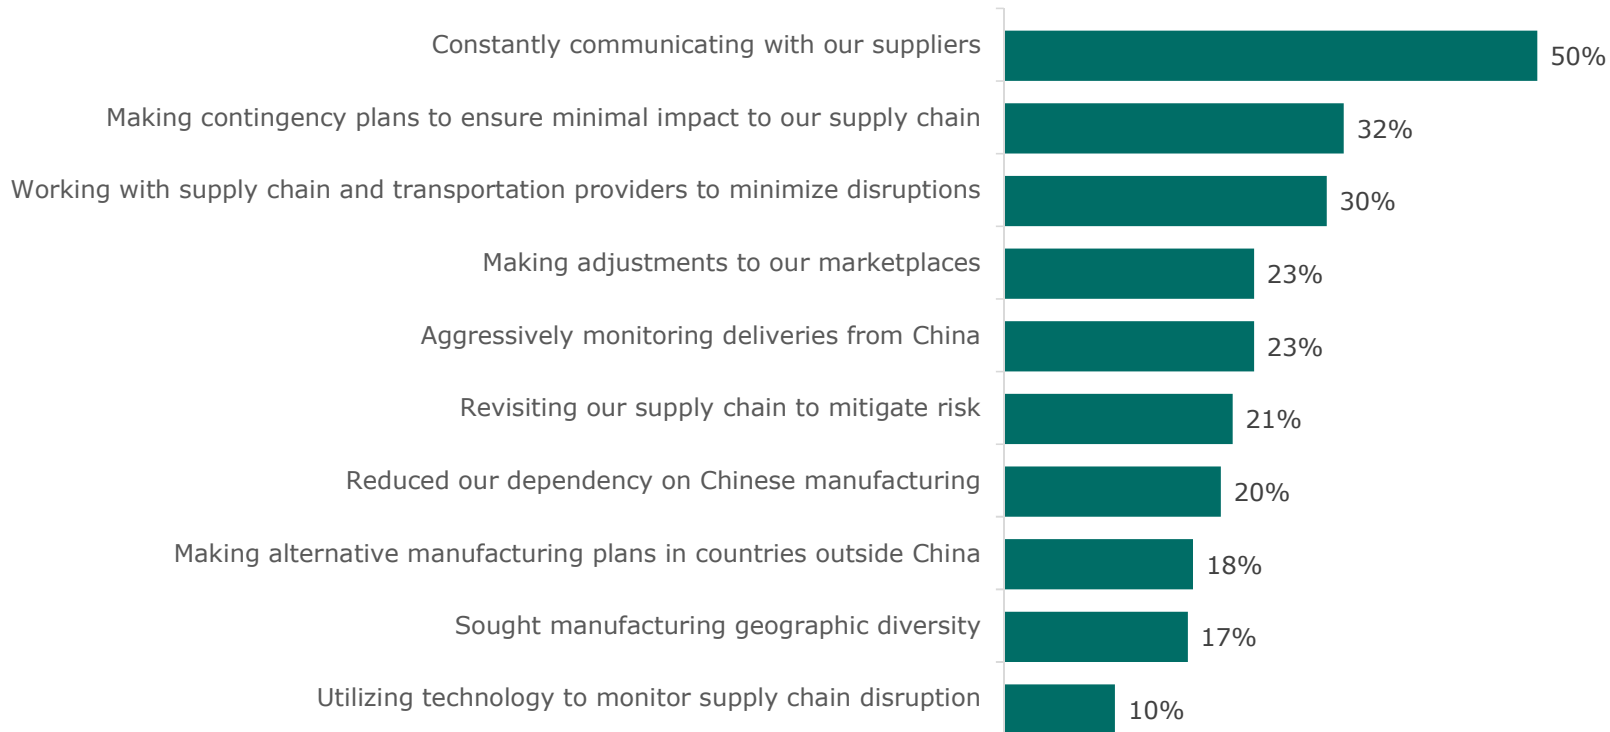 Constantly communicating with our suppliers 50%
Making contingency plans to ensure minimal impact to our supply chain 32%
Working with supply chain and transportation providers to minimize disruptions 30%
Making adjustments to our marketplaces 23%
Aggressively monitoring deliveries from China 23%
Revisiting our supply chain to mitigate risk 21%
Reduced our dependency on Chinese manufacturing 20%
Making alternative manufacturing plans in countries outside China 18%
Sought manufacturing geographic diversity 17%
Utilizing technology to monitor supply chain disruption 10%